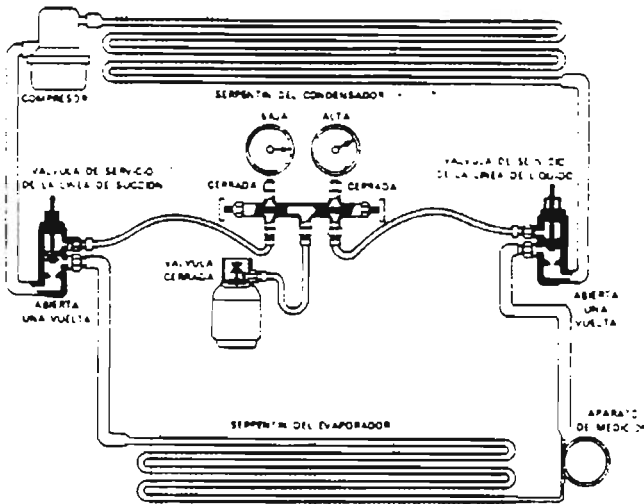 COMPRESOR
SERPENTIN DEL CONDENSADOR
BAJA
ALTA
VALVULA DE SERVICIO
DE LA LINEA DE SUCCION
CERRADA
CERRADA
VALVULA DE SERVICIO
DE LA LINEA DE LIQUIDO
VALVULA
CERRADA
ABIERTA
UNA VUELTA
ABIERTA
UNA
VUELTA
SERPENTIN DEL EVAPORADOR
APARATO
DE MEDICION